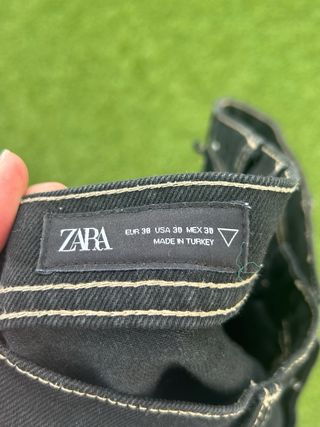 ZARA
EUR 38 USA 30 MEX 30
MADE IN TURKEY